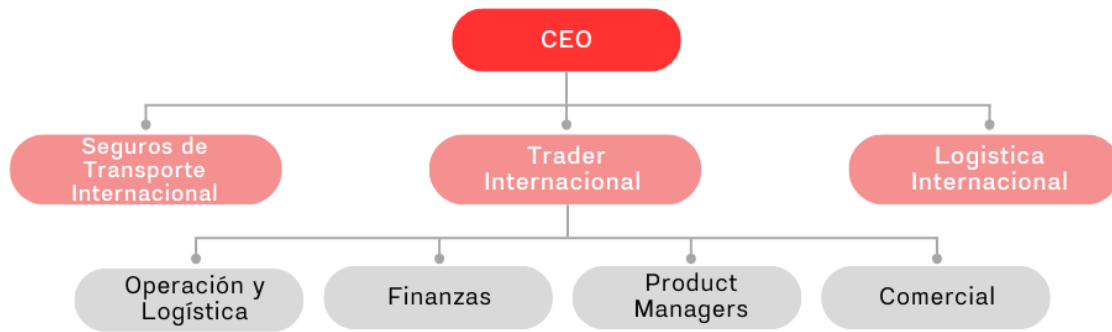 CEO
Seguros de
Transporte
Internacional
Trader
Internacional
Logistica
Internacional
Operación y
Logística
Finanzas
Product
Managers
Comercial